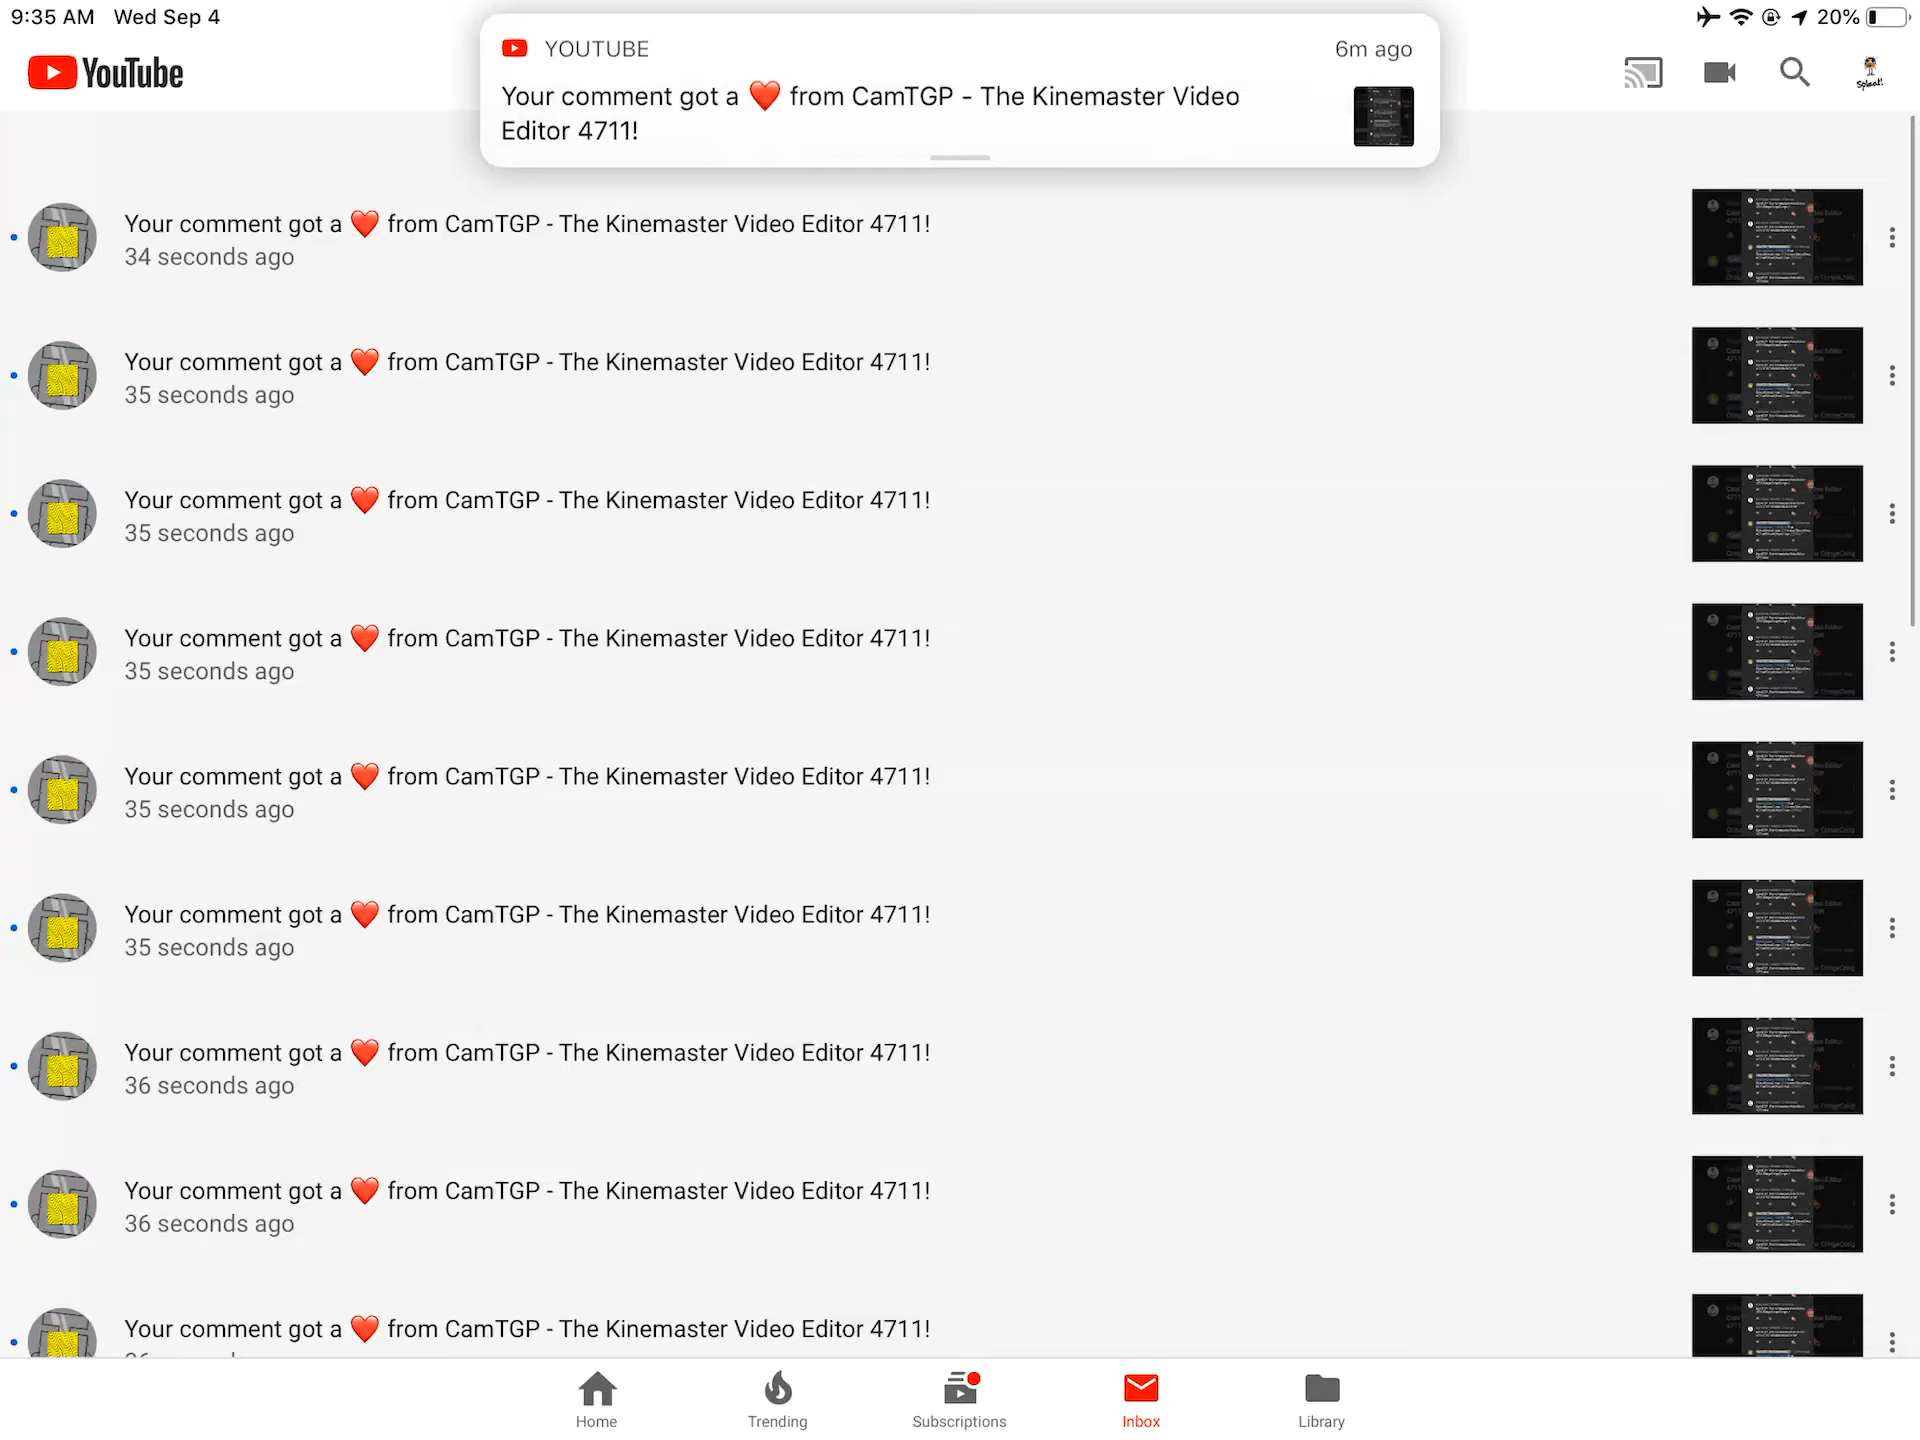 9:35 AM Wed Sep 4
20%
YouTube
Splaat!
YOUTUBE
6m ago
Your comment got a ❤️ from CamTGP - The Kinemaster Video
Editor 4711!
Your comment got a ❤️ from CamTGP - The Kinemaster Video Editor 4711!
34 seconds ago
Your comment got a ❤️ from CamTGP - The Kinemaster Video Editor 4711!
35 seconds ago
Your comment got a ❤️ from CamTGP - The Kinemaster Video Editor 4711!
35 seconds ago
Your comment got a ❤️ from CamTGP - The Kinemaster Video Editor 4711!
35 seconds ago
Your comment got a ❤️ from CamTGP - The Kinemaster Video Editor 4711!
35 seconds ago
Your comment got a ❤️ from CamTGP - The Kinemaster Video Editor 4711!
35 seconds ago
Your comment got a ❤️ from CamTGP - The Kinemaster Video Editor 4711!
36 seconds ago
Your comment got a ❤️ from CamTGP - The Kinemaster Video Editor 4711!
36 seconds ago
Your comment got a ❤️ from CamTGP - The Kinemaster Video Editor 4711!
Home
Trending
Subscriptions
Inbox
Library